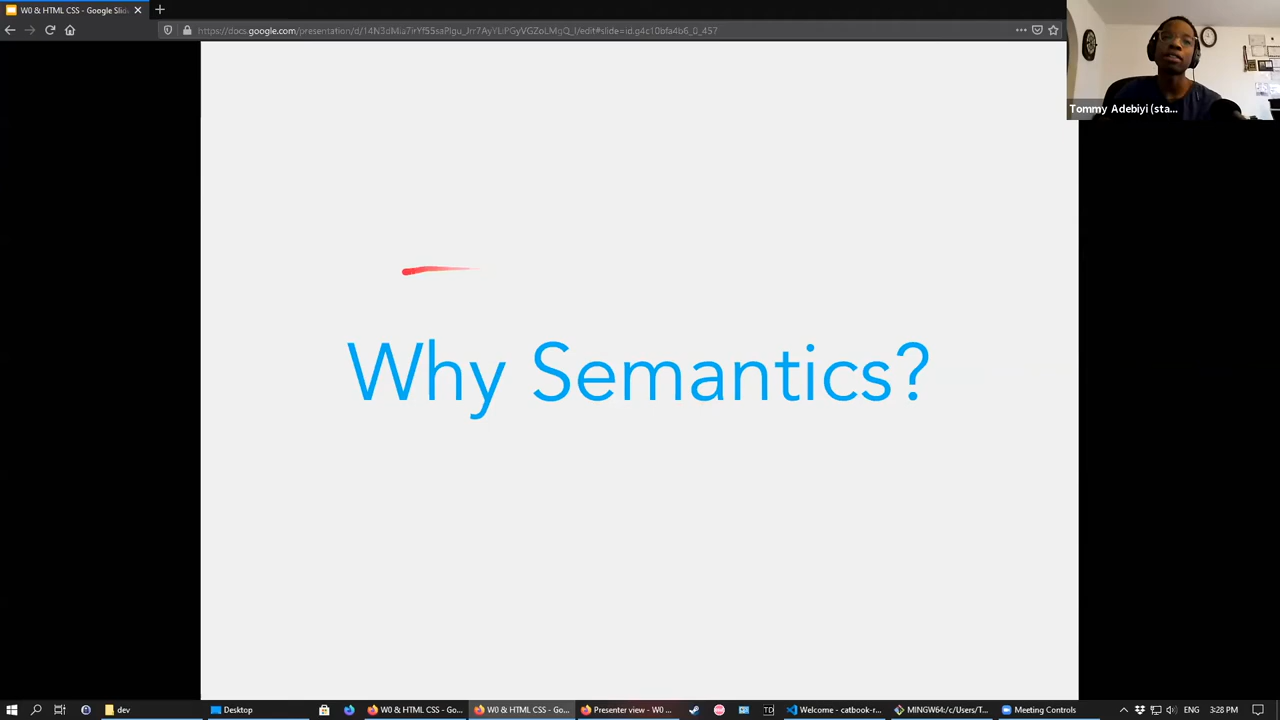 W0 & HTML CSS - Google Slid
Tommy Adebiyi (sta...
Why Semantics?
dev
Desktop
W0 & HTML CSS - Go...
W0 & HTML CSS - Go...
Presenter view - W0 ...
TD
Welcome - catbook-r...
MINGW64:/c/Users/T...
Meeting Controls
ENG
3:28 PM